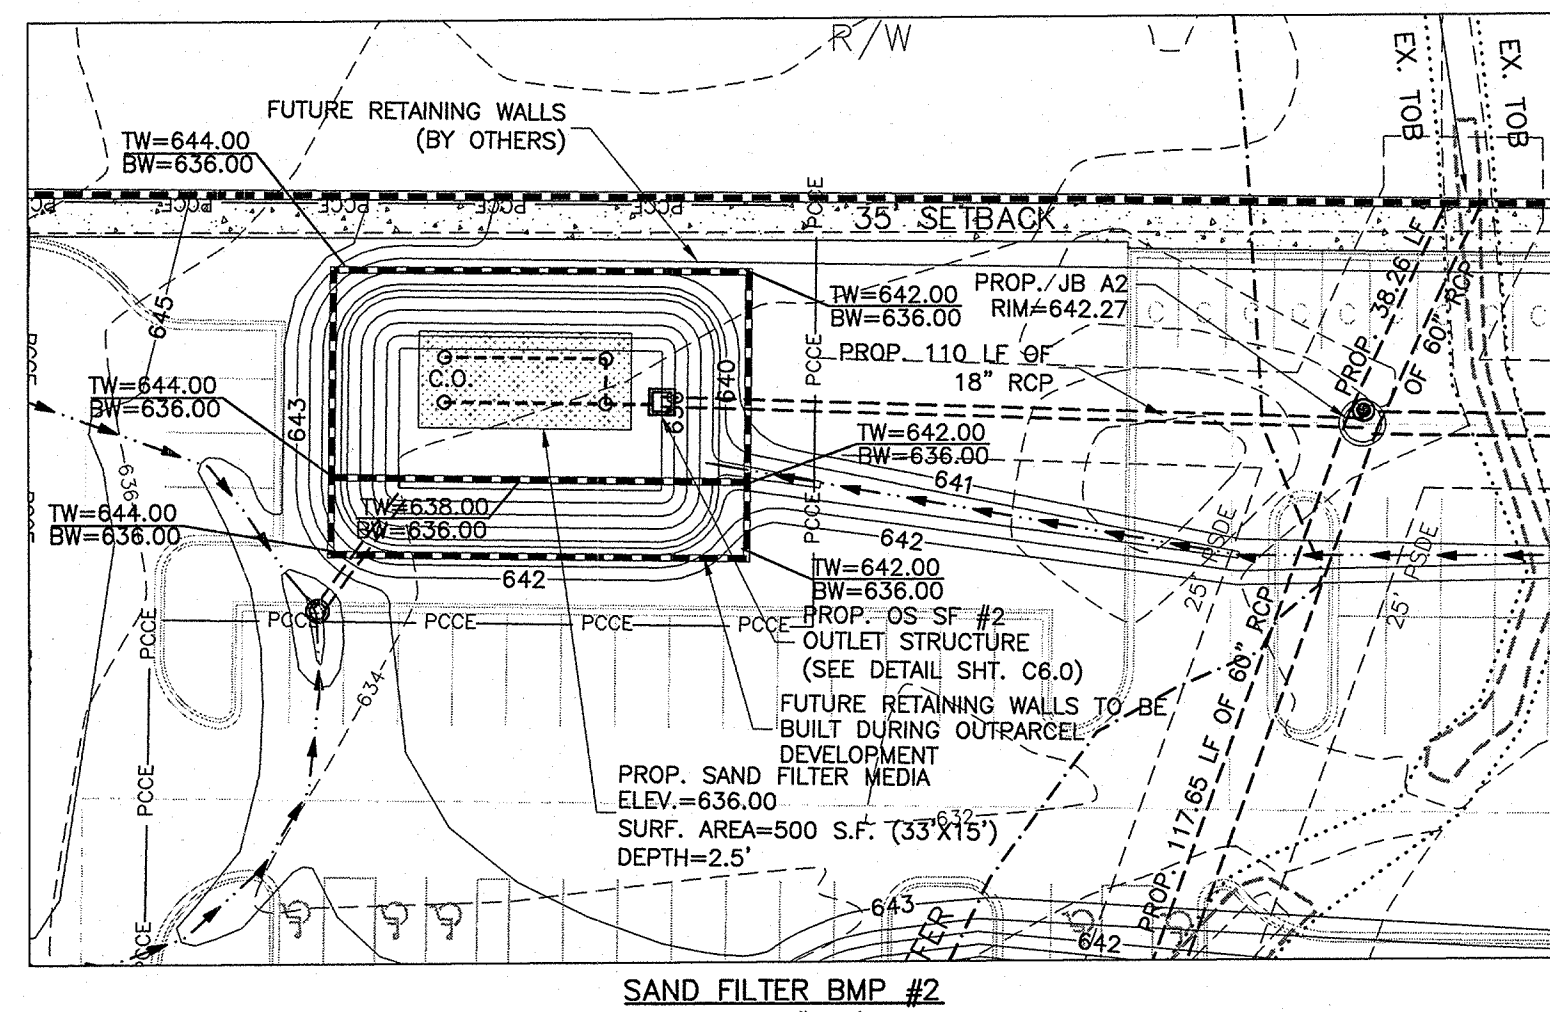 R/W
EX. TOB
EX. TOB
FUTURE RETAINING WALLS
(BY OTHERS)
TW=644.00
BW=636.00
PCCE
PCCE
PCCE
PCCE
PCCE
35' SETBACK
645
TW=642.00
BW=636.00
PROP. JB A2
RIM=642.27
PROP. 38.26 LF
OF 60" RCP
PROP. 110 LF OF
18" RCP
PCCE
PCCE
TW=644.00
BW=636.00
C.O.
640
643
636
TW=642.00
BW=636.00
641
TW=644.00
BW=636.00
TW=638.00
BW=636.00
PCCE
642
642
25' PSDE
25' PSDE
TW=642.00
BW=636.00
PCCE
PCCE
PCCE
PCCE
PCCE
PROP. OS SF #2
OUTLET STRUCTURE
(SEE DETAIL SHT. C6.0)
634
FUTURE RETAINING WALLS TO BE
BUILT DURING OUTPARCEL
DEVELOPMENT
PROP. SAND FILTER MEDIA
ELEV.=636.00
SURF. AREA=500 S.F. (33'X15')
DEPTH=2.5'
632
PCCE
PROP. 117.65 LF OF 60" RCP
643
642
PCCE
FER
SAND FILTER BMP #2